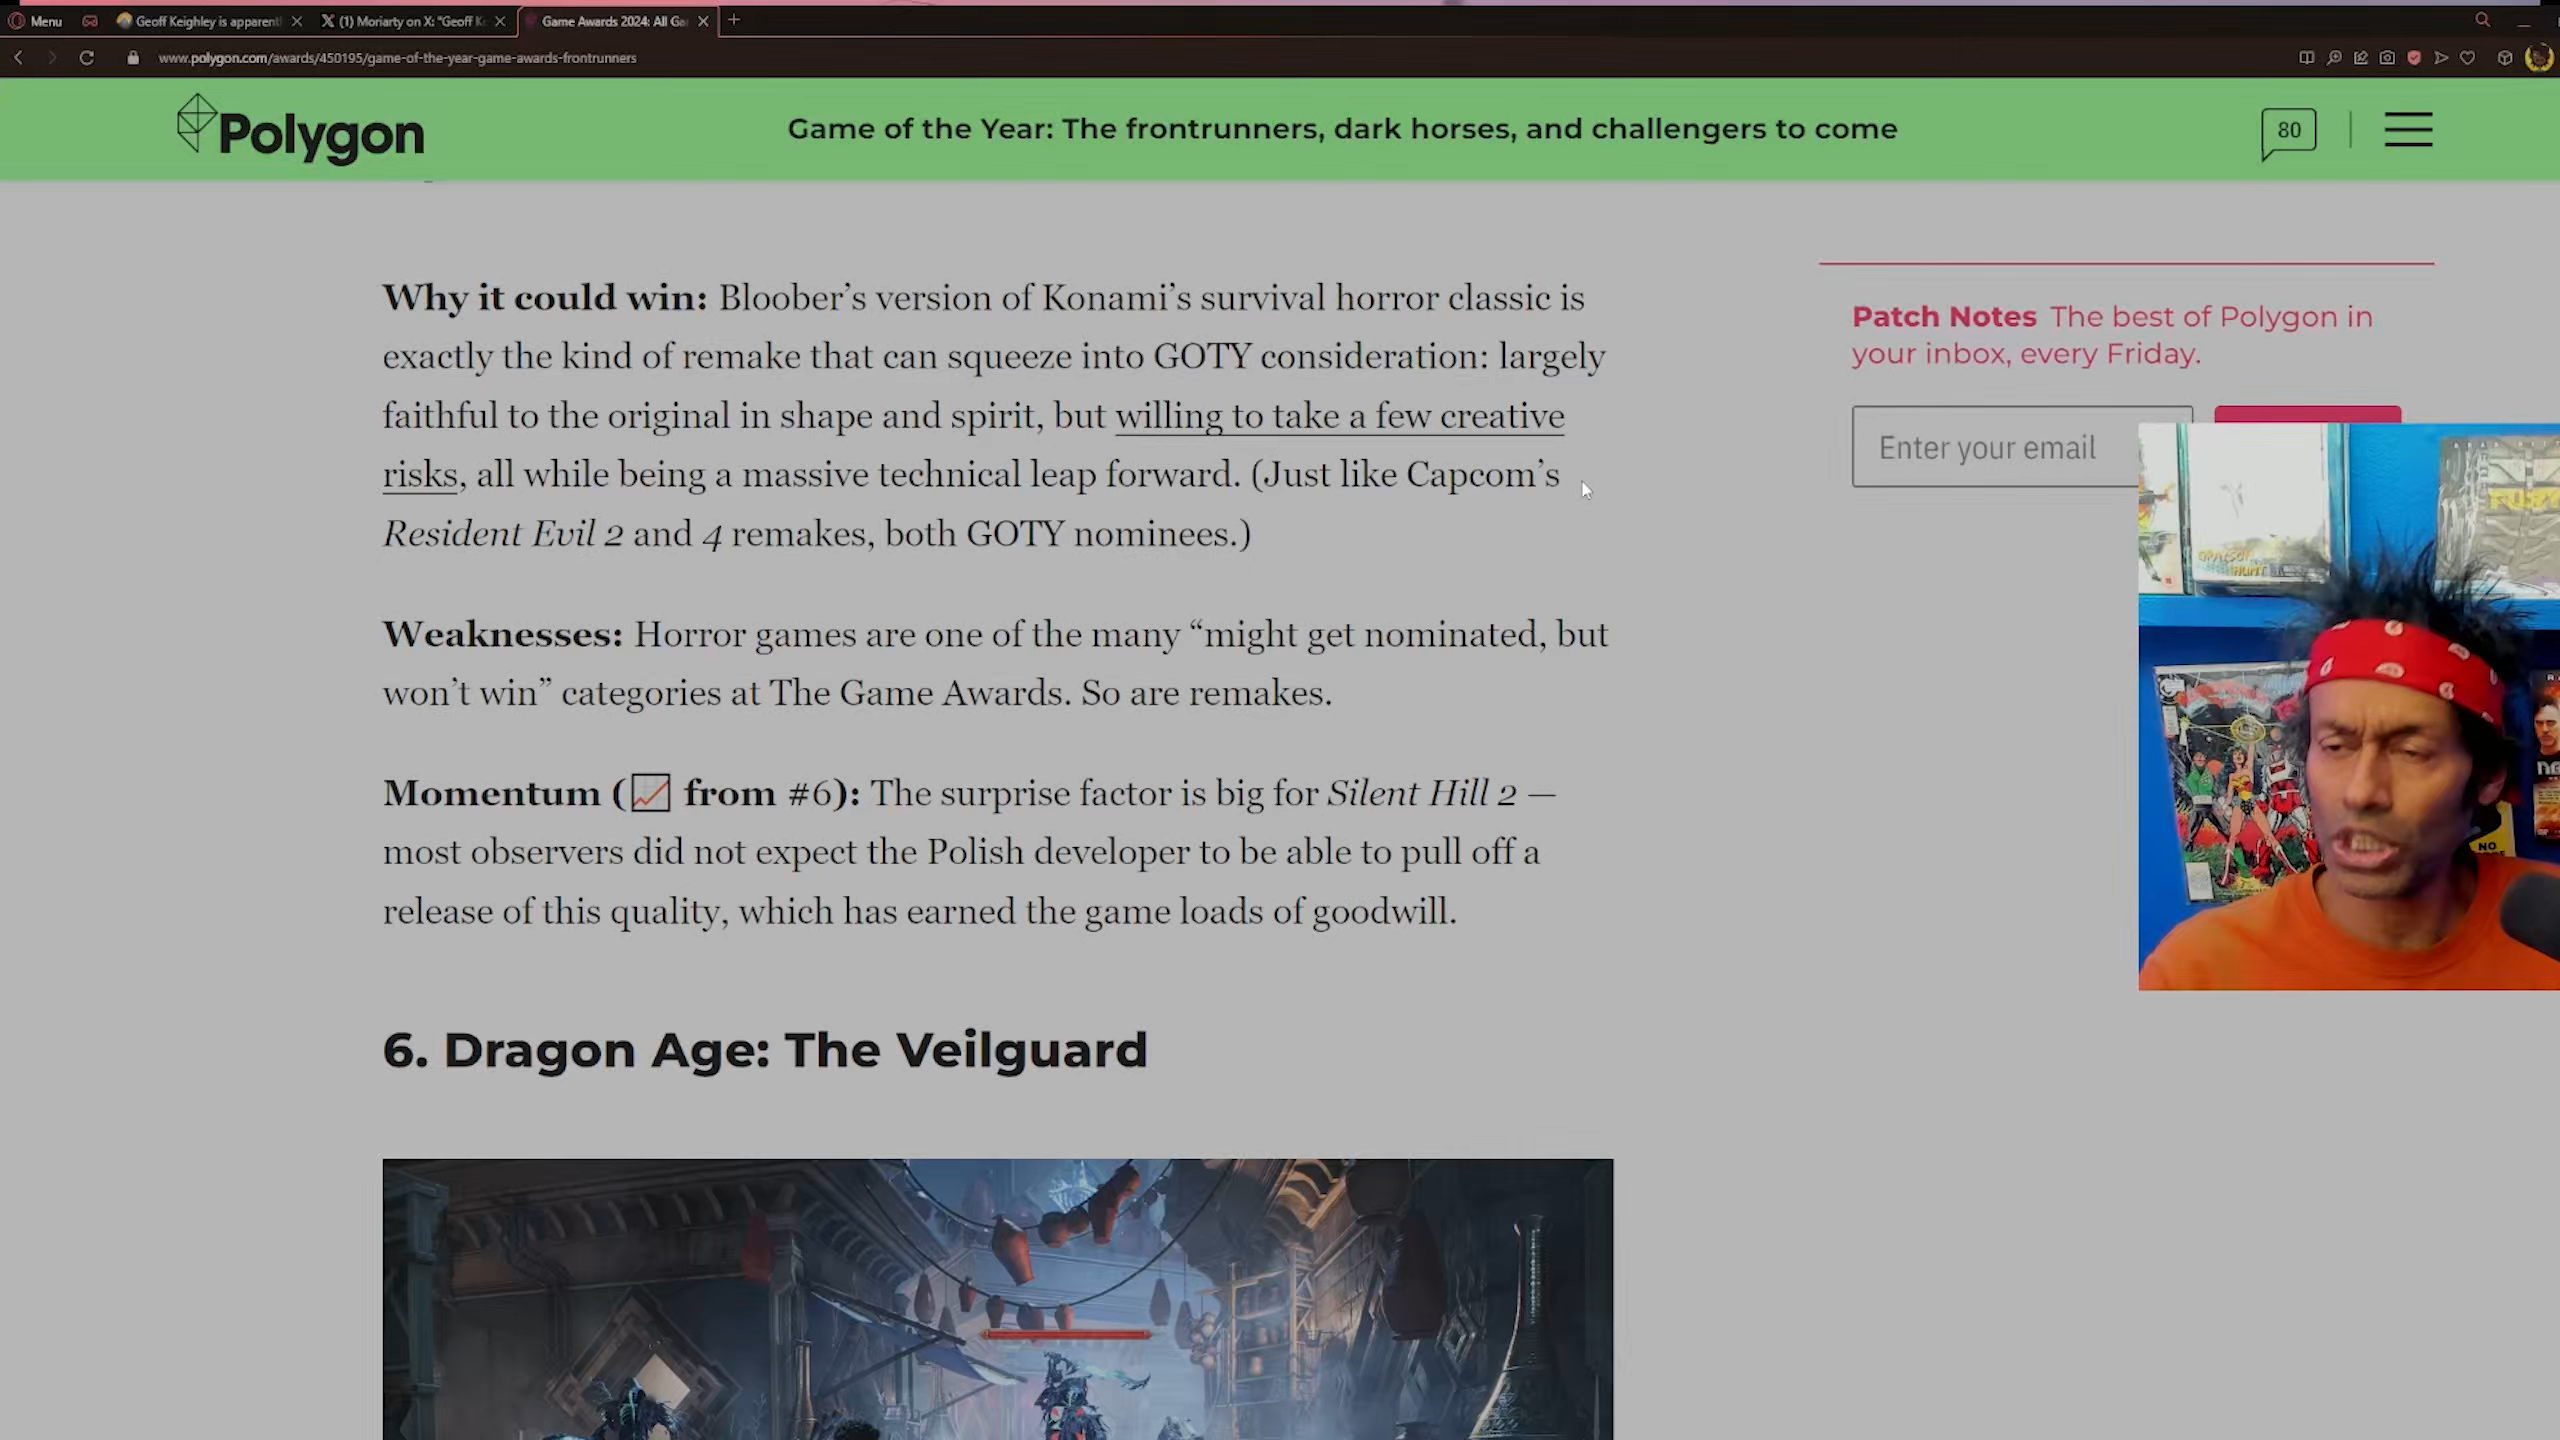 Menu
Geoff Keighley is apparent
(1) Moriarty on X: "Geoff K
Game Awards 2024: All Ga
www.polygon.com/awards/450195/game-of-the-year-game-awards-frontrunners
Polygon
Game of the Year: The frontrunners, dark horses, and challengers to come
80
Why it could win: Bloober’s version of Konami’s survival horror classic is
exactly the kind of remake that can squeeze into GOTY consideration: largely
faithful to the original in shape and spirit, but willing to take a few creative
risks, all while being a massive technical leap forward. (Just like Capcom’s
Resident Evil 2 and 4 remakes, both GOTY nominees.)
Weaknesses: Horror games are one of the many “might get nominated, but
won’t win” categories at The Game Awards. So are remakes.
Momentum (📈 from #6): The surprise factor is big for Silent Hill 2 —
most observers did not expect the Polish developer to be able to pull off a
release of this quality, which has earned the game loads of goodwill.
6. Dragon Age: The Veilguard
Patch Notes The best of Polygon in
your inbox, every Friday.
Enter your email
GRAYSON
HUNT
NO